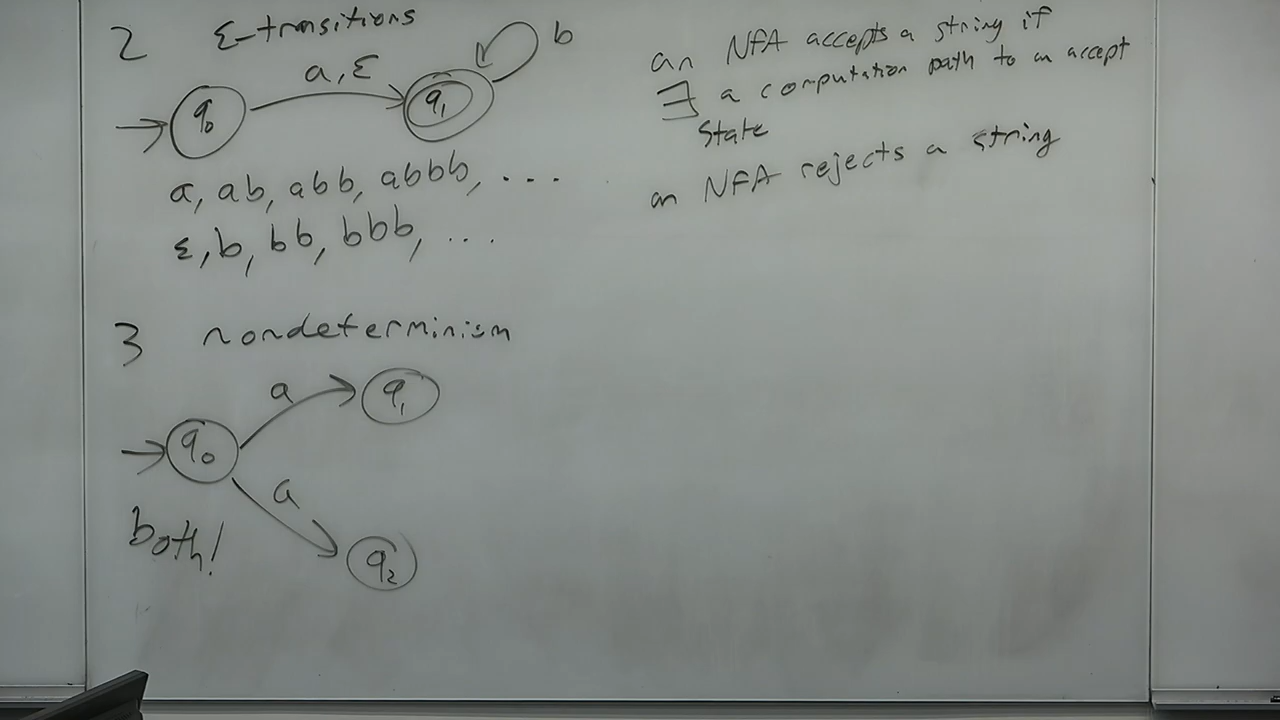 2 ε-transitions
a, ε
b
q₀
q₁
a, ab, abb, abbb, ...
ε, b, bb, bbb, ...
3 nondeterminism
a
q₁
q₀
a
both!
q₂
an NFA accepts a string if
∃ a computation path to an accept
state
an NFA rejects a string